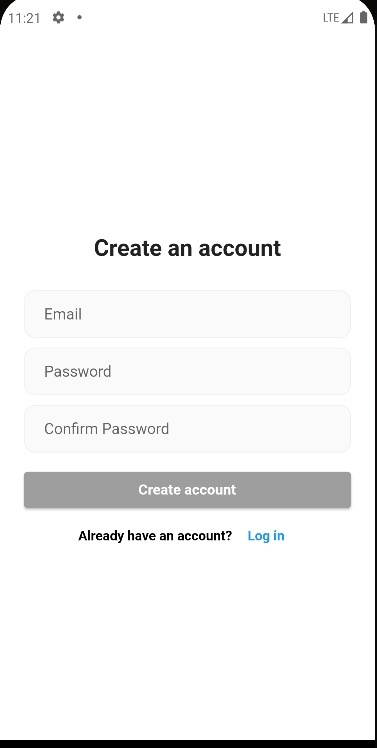 11:21 LTE
Create an account
Email
Password
Confirm Password
Create account
Already have an account? Log in